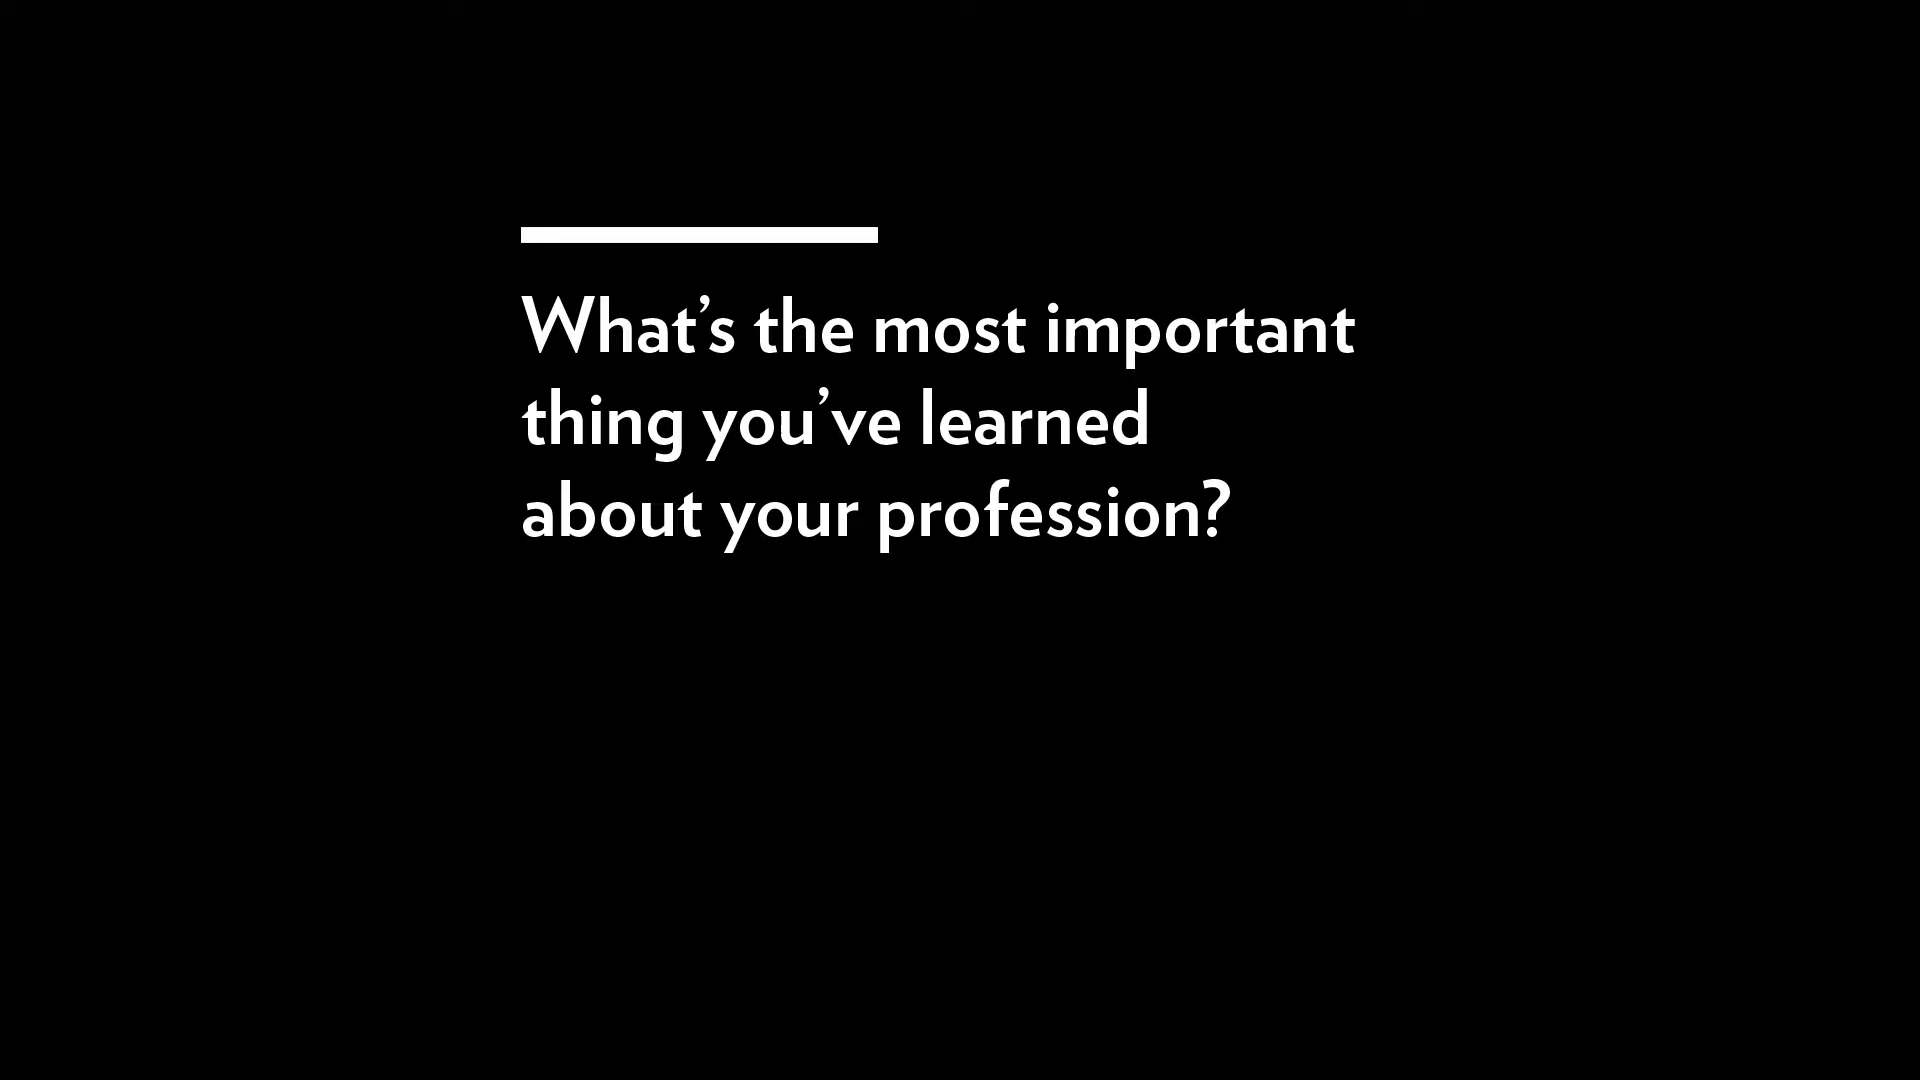 What’s the most important
thing you’ve learned
about your profession?